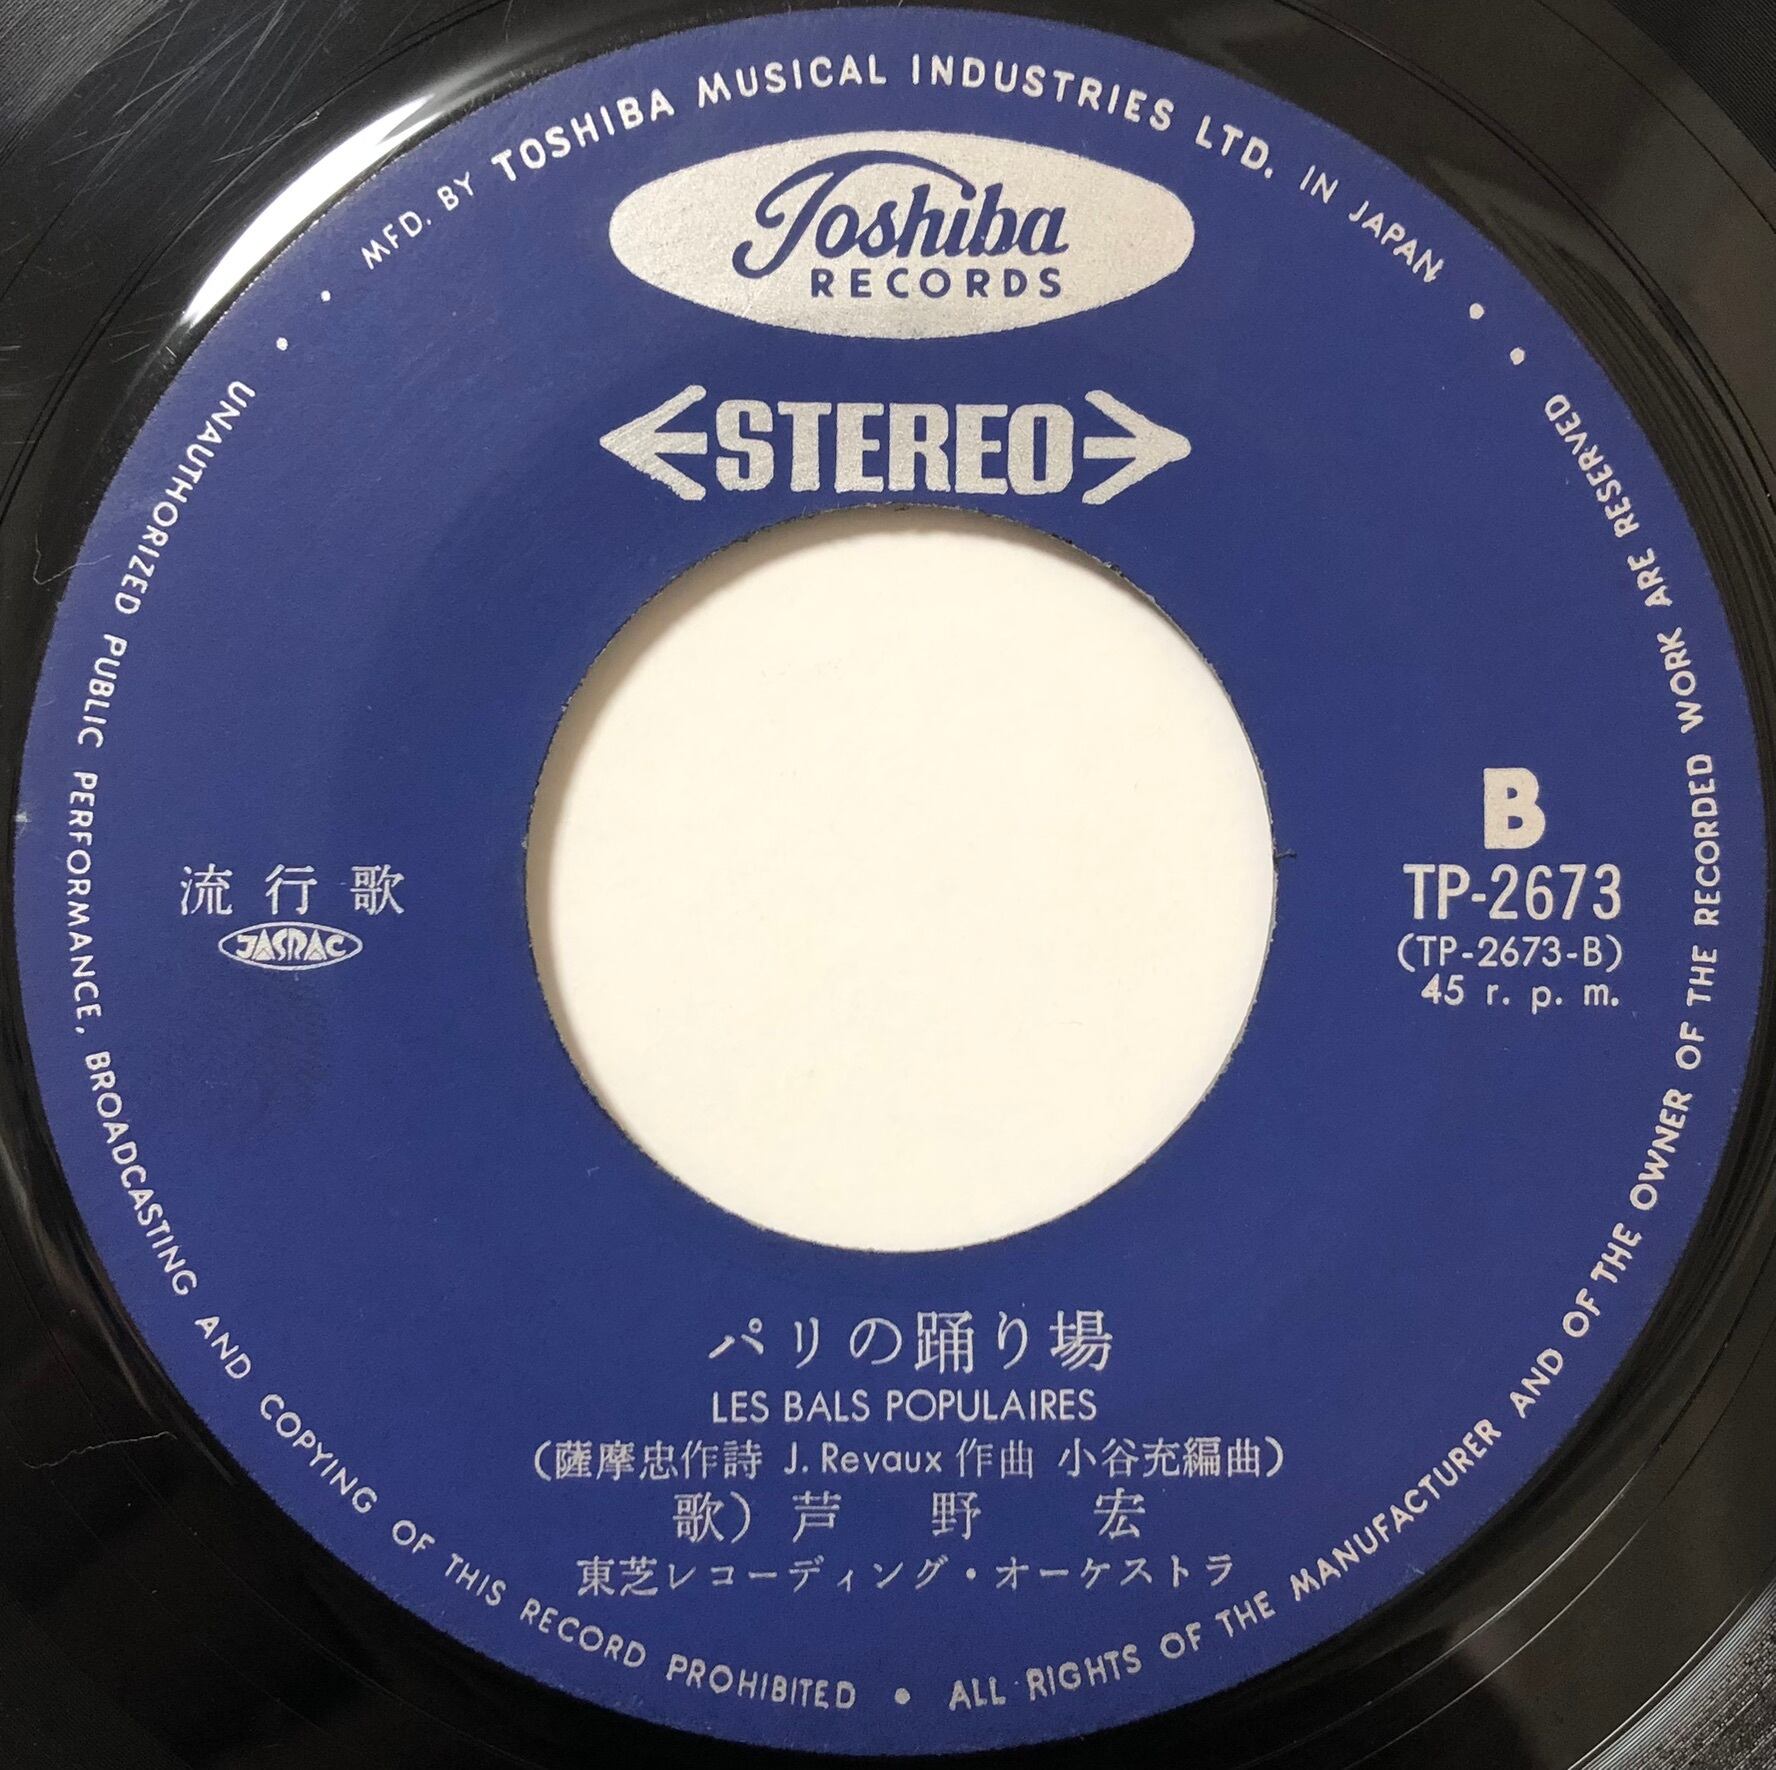 MFD. BY TOSHIBA MUSICAL INDUSTRIES LTD. IN JAPAN
Toshiba
RECORDS
STEREO
流行歌
JASRAC
B
TP-2673
(TP-2673-B)
45 r. p. m.
パリの踊り場
LES BALS POPULAIRES
(薩摩忠作詩 J. Revaux 作曲 小谷充編曲)
歌) 芦野宏
東芝レコーディング・オーケストラ
UNAUTHORIZED PUBLIC PERFORMANCE, BROADCASTING AND COPYING OF THIS RECORD PROHIBITED • ALL RIGHTS OF THE MANUFACTURER AND OF THE OWNER OF THE RECORDED WORK ARE RESERVED